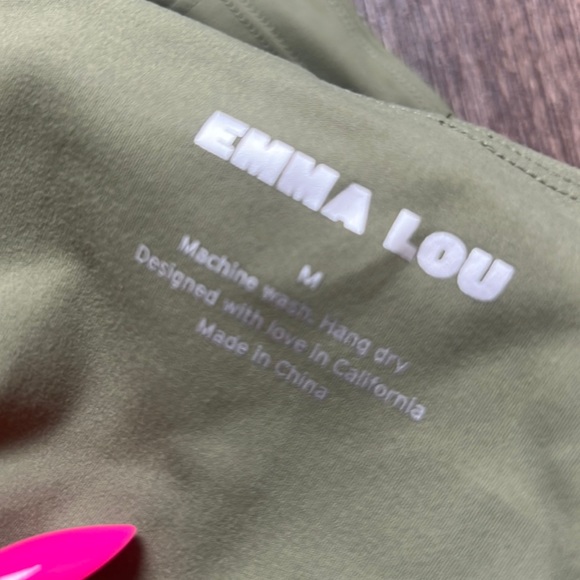 EMMA LOU
M
Machine wash. Hang dry
Designed with love in California
Made in China